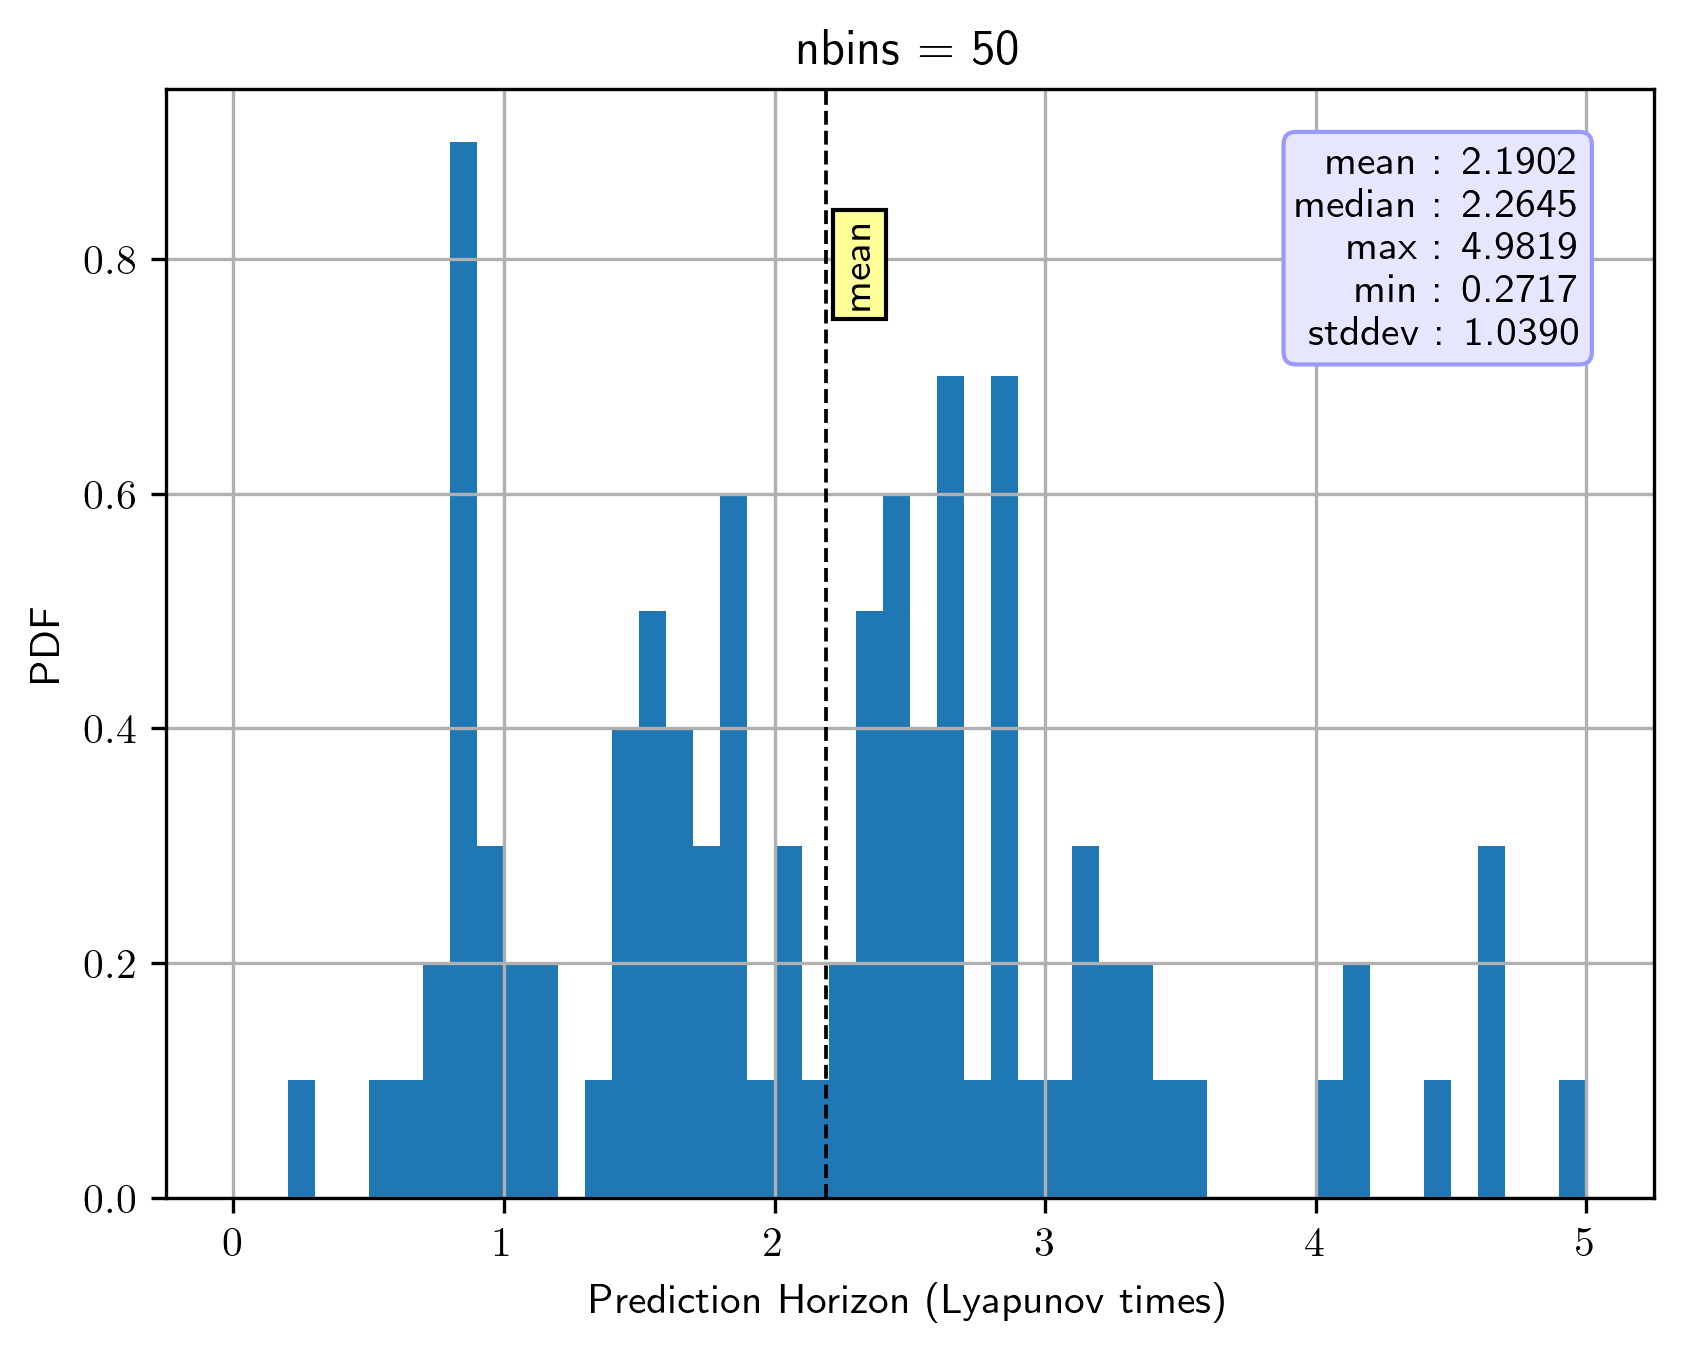 nbins = 50
mean : 2.1902
median : 2.2645
max : 4.9819
min : 0.2717
stddev : 1.0390
mean
PDF
0.8
0.6
0.4
0.2
0.0
0 1 2 3 4 5
Prediction Horizon (Lyapunov times)